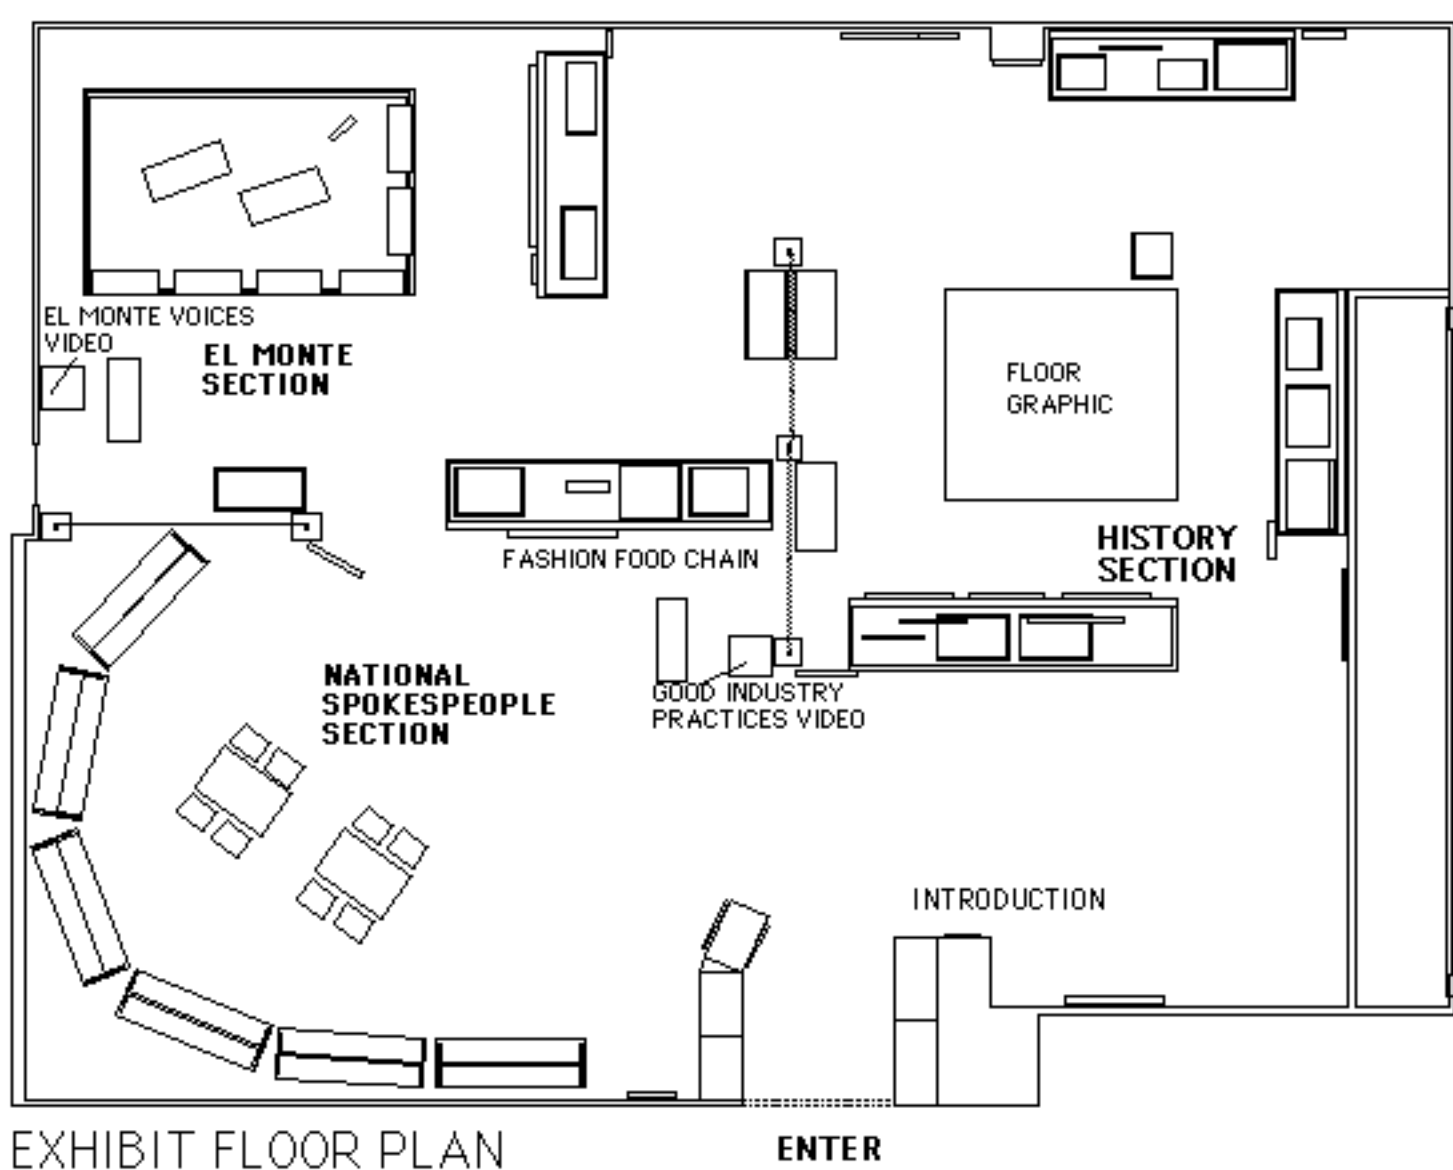 EL MONTE VOICES
VIDEO
EL MONTE
SECTION
FLOOR
GRAPHIC
HISTORY
SECTION
FASHION FOOD CHAIN
NATIONAL
SPOKESPEOPLE
SECTION
GOOD INDUSTRY
PRACTICES VIDEO
INTRODUCTION
EXHIBIT FLOOR PLAN
ENTER